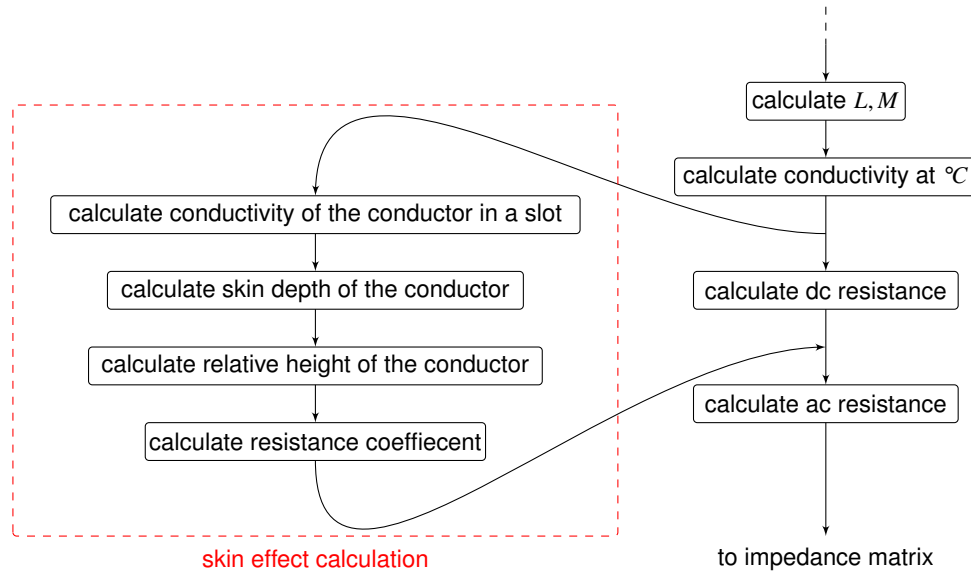 calculate L, M
calculate conductivity at °C
calculate conductivity of the conductor in a slot
calculate skin depth of the conductor
calculate dc resistance
calculate relative height of the conductor
calculate ac resistance
calculate resistance coeffiecent
skin effect calculation
to impedance matrix